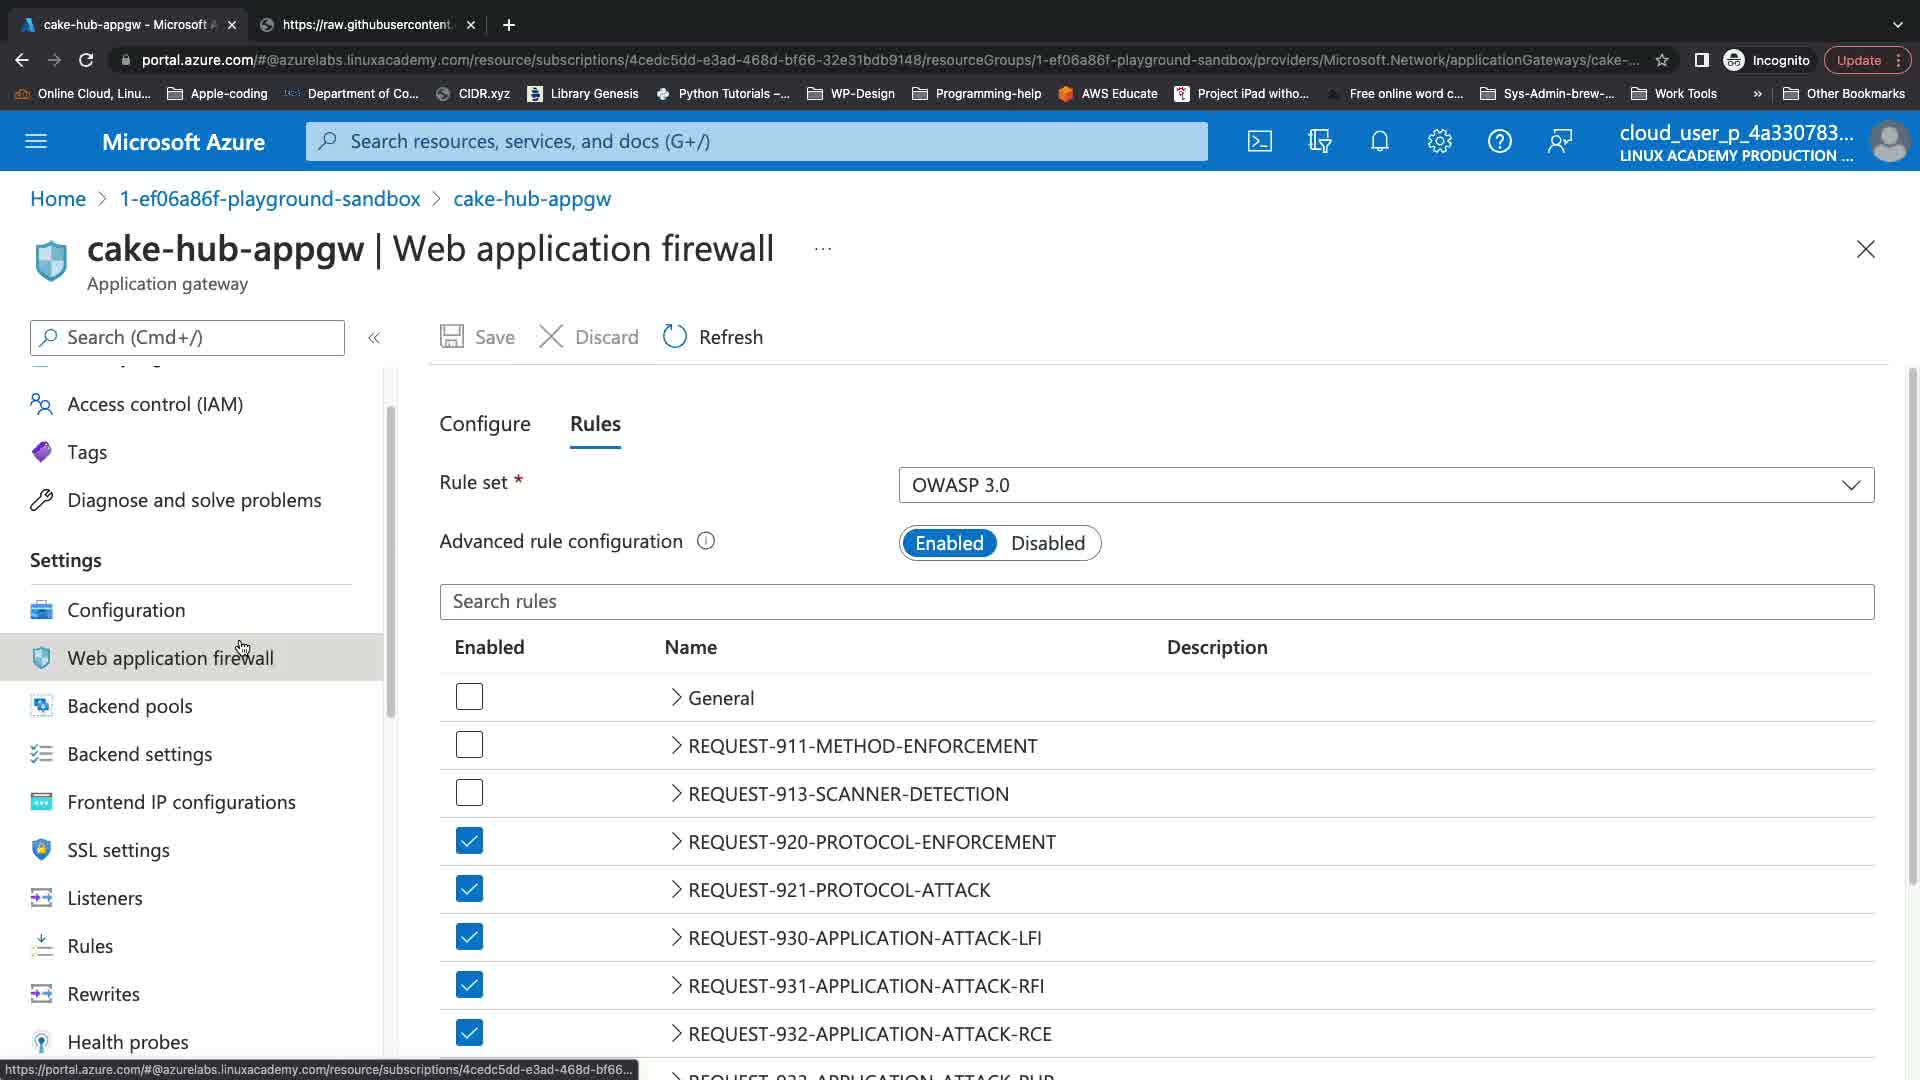 cake-hub-appgw - Microsoft A
https://raw.githubusercontent.
portal.azure.com/#@azurelabs.linuxacademy.com/resource/subscriptions/4cedc5dd-e3ad-468d-bf66-32e31bdb9148/resourceGroups/1-ef06a86f-playground-sandbox/providers/Microsoft.Network/applicationGateways/cake-...
Incognito
Update
Online Cloud, Linu...
Apple-coding
Department of Co...
CIDR.xyz
Library Genesis
Python Tutorials –...
WP-Design
Programming-help
AWS Educate
Project iPad witho...
Free online word c...
Sys-Admin-brew-...
Work Tools
»
Other Bookmarks
Microsoft Azure
Search resources, services, and docs (G+/)
cloud_user_p_4a330783...
LINUX ACADEMY PRODUCTION ...
Home > 1-ef06a86f-playground-sandbox > cake-hub-appgw
cake-hub-appgw | Web application firewall ...
Application gateway
Search (Cmd+/)
«
Save
Discard
Refresh
Access control (IAM)
Tags
Diagnose and solve problems
Settings
Configuration
Web application firewall
Backend pools
Backend settings
Frontend IP configurations
SSL settings
Listeners
Rules
Rewrites
Health probes
Configure
Rules
Rule set *
OWASP 3.0
Advanced rule configuration
Enabled
Disabled
Search rules
Enabled
Name
Description
General
REQUEST-911-METHOD-ENFORCEMENT
REQUEST-913-SCANNER-DETECTION
REQUEST-920-PROTOCOL-ENFORCEMENT
REQUEST-921-PROTOCOL-ATTACK
REQUEST-930-APPLICATION-ATTACK-LFI
REQUEST-931-APPLICATION-ATTACK-RFI
REQUEST-932-APPLICATION-ATTACK-RCE
https://portal.azure.com/#@azurelabs.linuxacademy.com/resource/subscriptions/4cedc5dd-e3ad-468d-bf66...